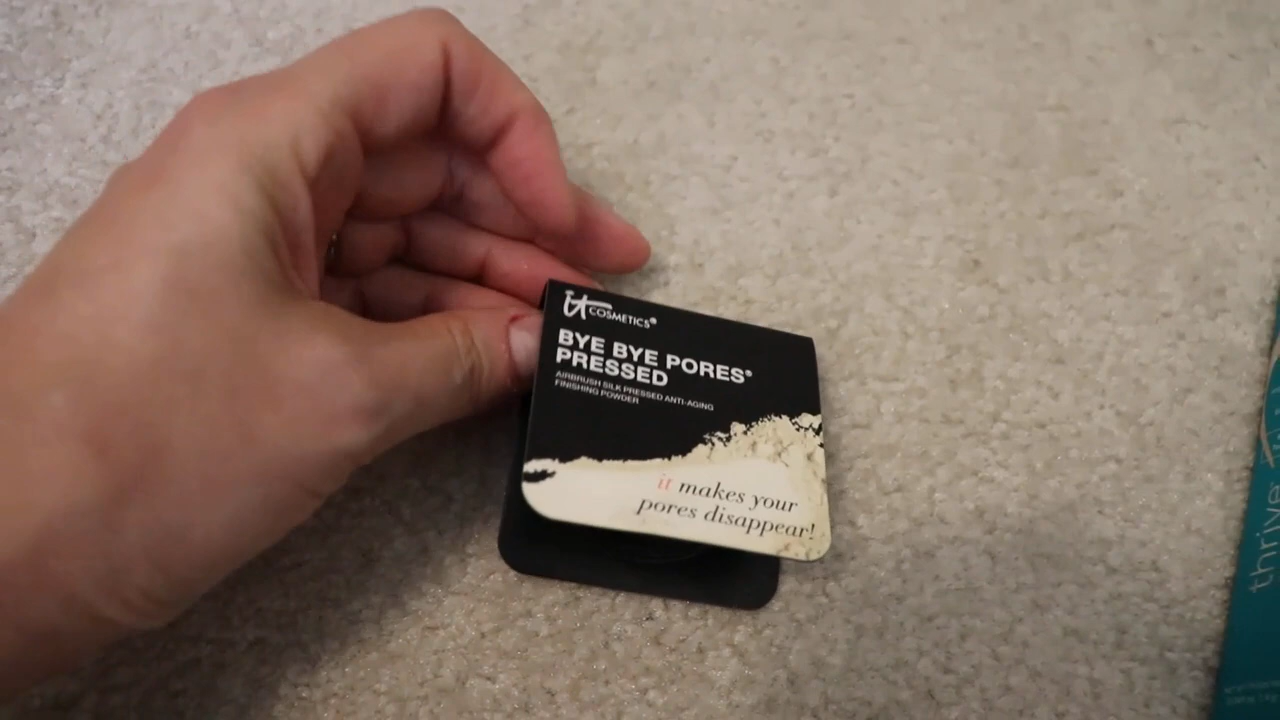 it COSMETICS®
BYE BYE PORES®
PRESSED
AIRBRUSH SILK PRESSED ANTI-AGING
FINISHING POWDER
it makes your
pores disappear!
thrive